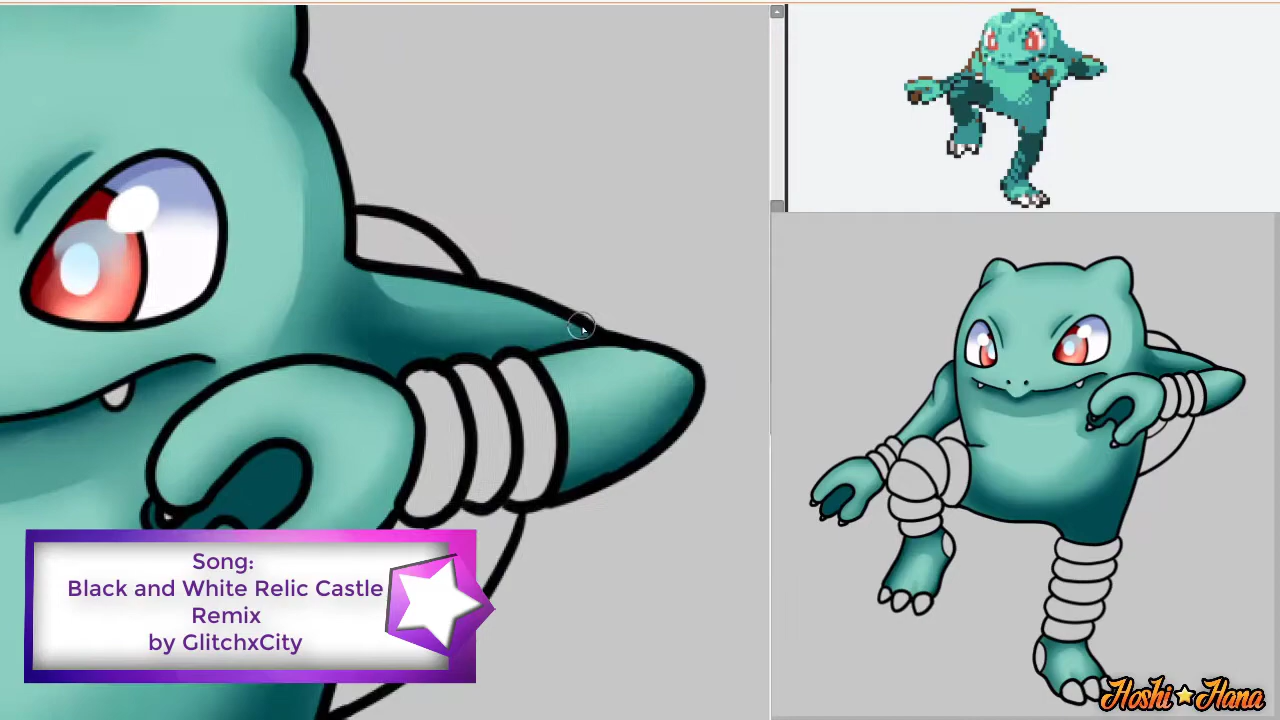 Song:
Black and White Relic Castle
Remix
by GlitchxCity
Hoshi Hana